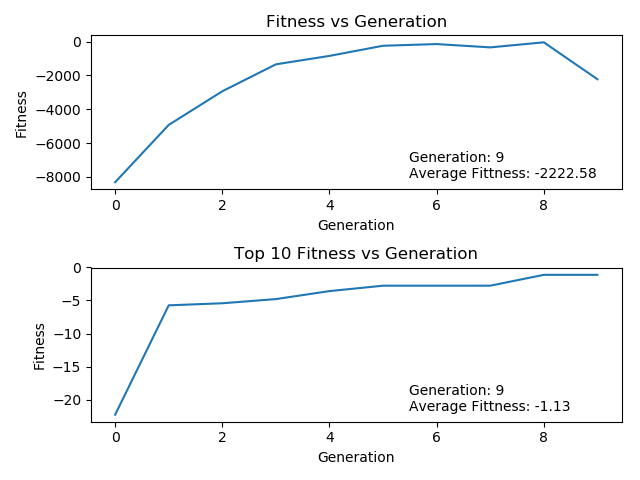 Fitness vs Generation
0
−2000
−4000
−6000
−8000
Fitness
Generation: 9
Average Fittness: -2222.58
0 2 4 6 8
Generation
Top 10 Fitness vs Generation
0
−5
−10
−15
−20
Fitness
Generation: 9
Average Fittness: -1.13
0 2 4 6 8
Generation